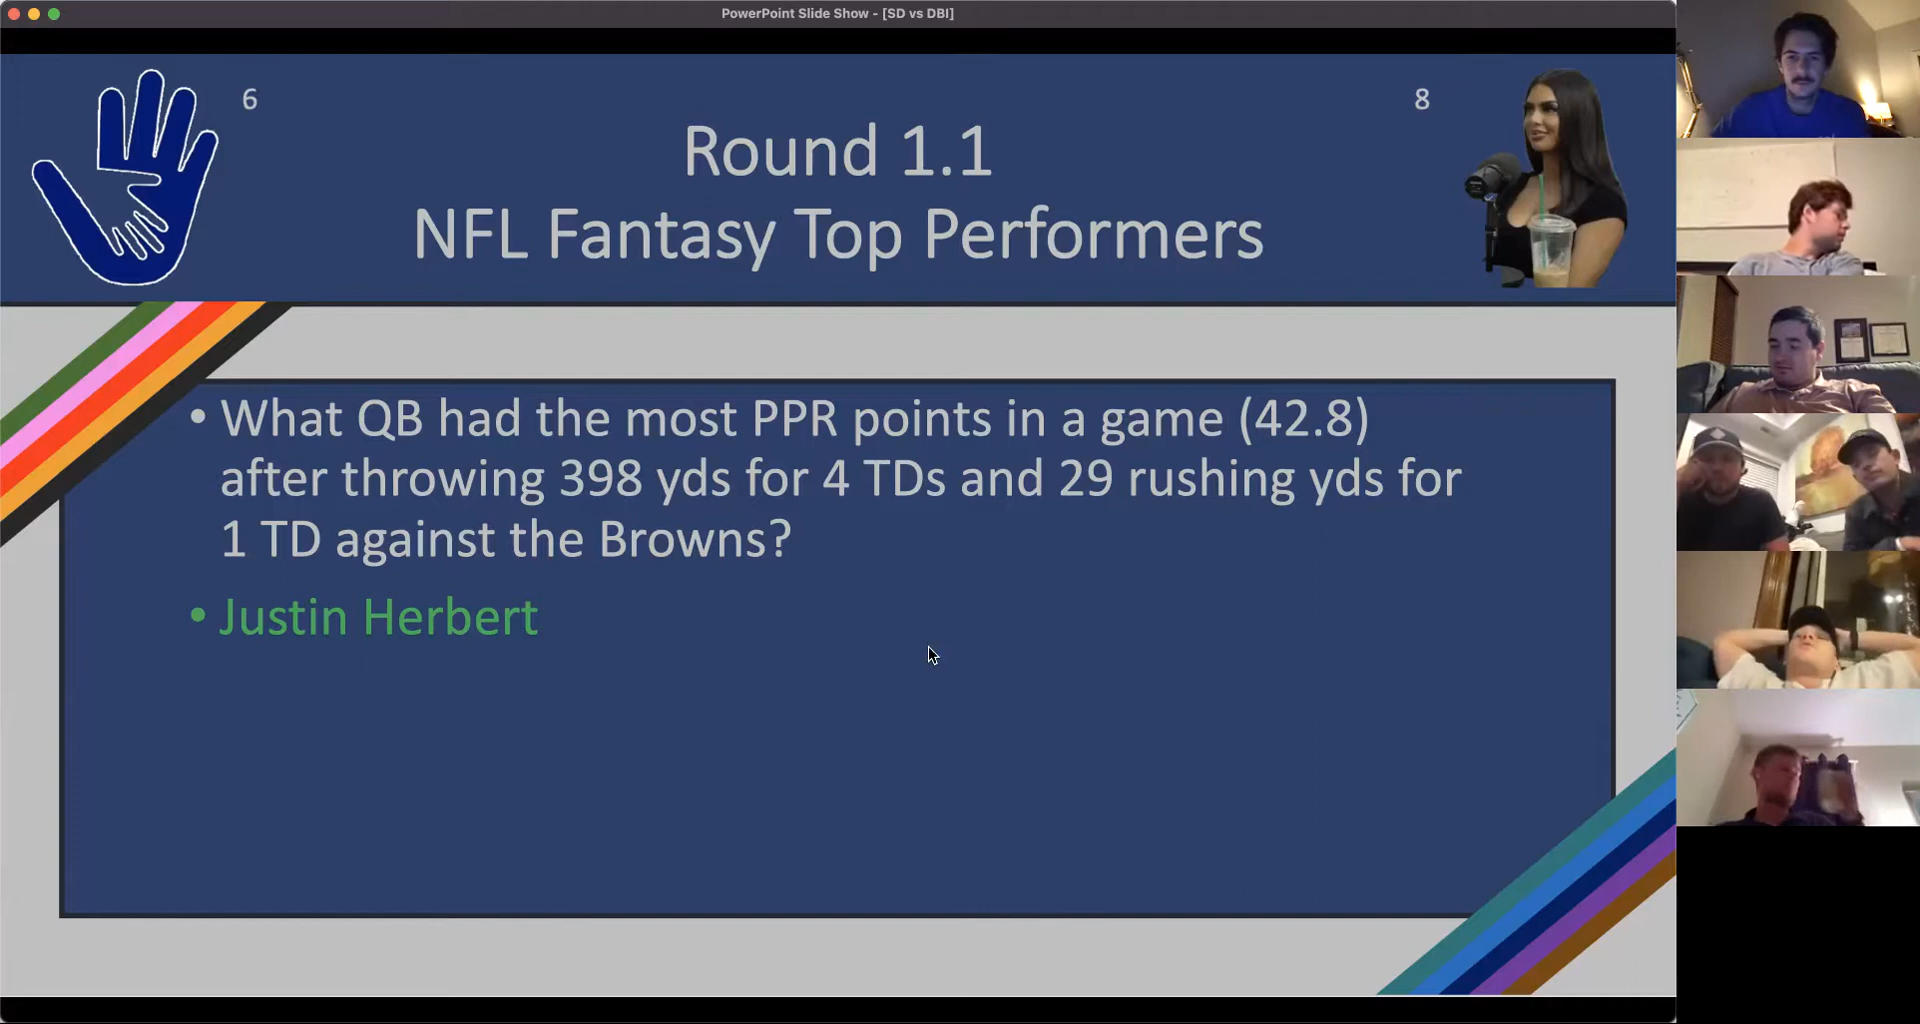 PowerPoint Slide Show - [SD vs DBI]
6
8
Round 1.1
NFL Fantasy Top Performers
• What QB had the most PPR points in a game (42.8)
after throwing 398 yds for 4 TDs and 29 rushing yds for
1 TD against the Browns?
• Justin Herbert